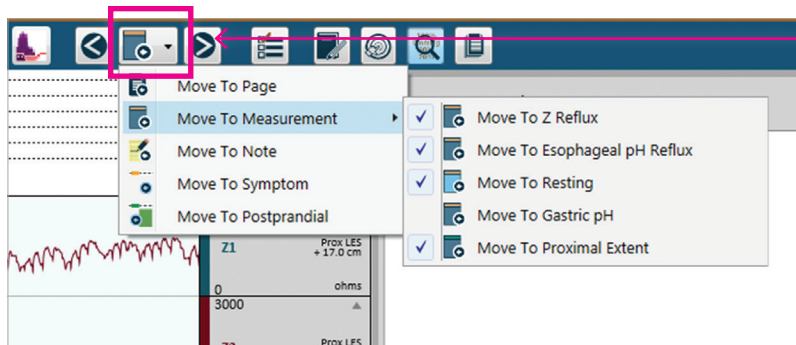 Move To Page
Move To Measurement
Move To Note
Move To Symptom
Move To Postprandial
Move To Z Reflux
Move To Esophageal pH Reflux
Move To Resting
Move To Gastric pH
Move To Proximal Extent
Z1
Prox LES
+ 17.0 cm
0
ohms
3000
Prox LES